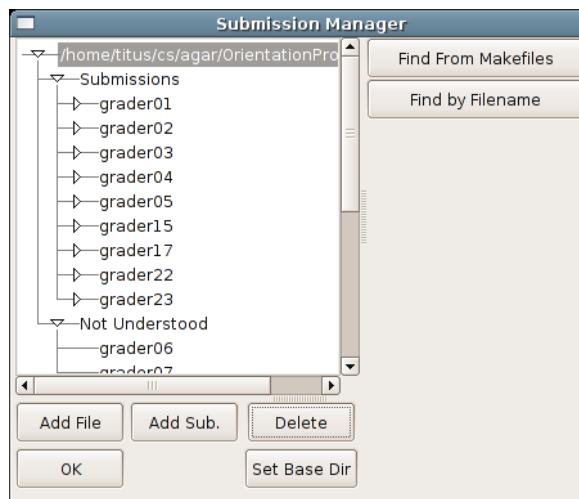 Submission Manager
/home/titus/cs/agar/OrientationPro
Submissions
grader01
grader02
grader03
grader04
grader05
grader15
grader17
grader22
grader23
Not Understood
grader06
grader07
Find From Makefiles
Find by Filename
Add File
Add Sub.
Delete
OK
Set Base Dir